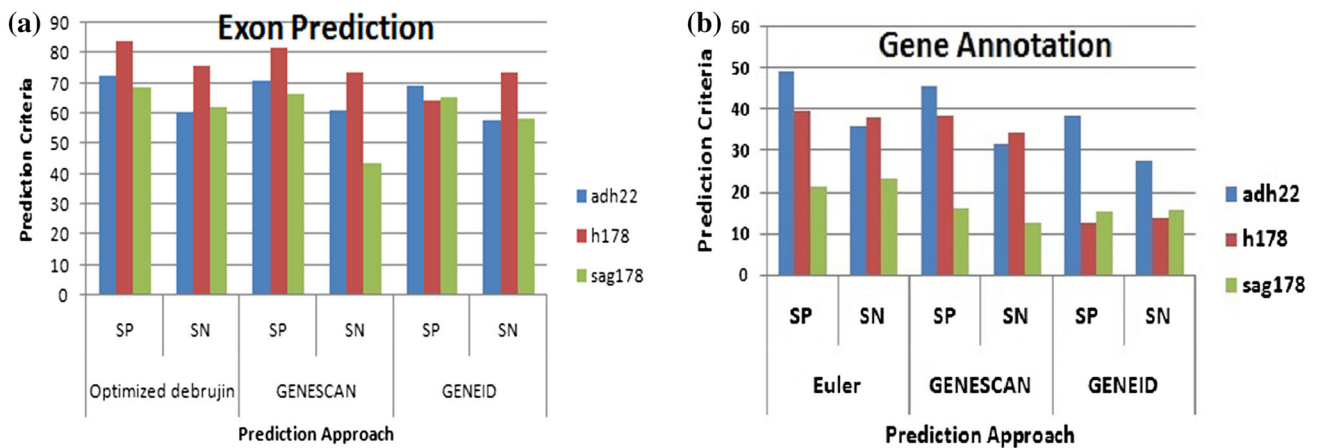 (a)
Exon Prediction
Prediction Criteria
90
80
70
60
50
40
30
20
10
0
SP SN SP SN SP SN
Optimized debrujin GENESCAN GENEID
Prediction Approach
adh22
h178
sag178
(b)
Gene Annotation
Prediction Criteria
60
50
40
30
20
10
0
SP SN SP SN SP SN
Euler GENESCAN GENEID
Prediction Approach
adh22
h178
sag178